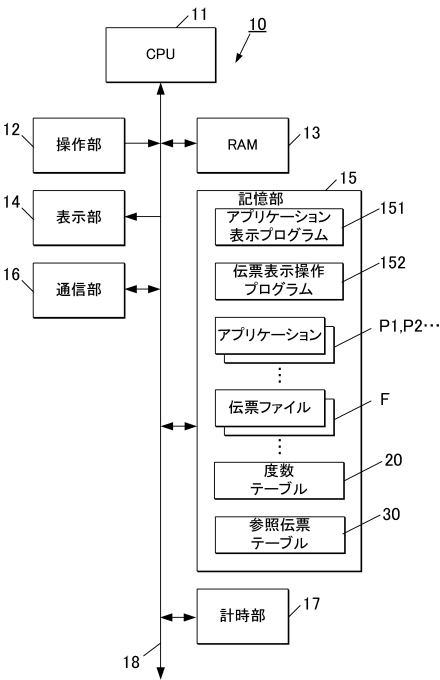 11
10
CPU
12
操作部
13
RAM
14
表示部
15
記憶部
151
アプリケーション
表示プログラム
16
通信部
152
伝票表示操作
プログラム
アプリケーション
P1,P2…
⋮
伝票ファイル
F
⋮
度数
テーブル
20
参照伝票
テーブル
30
計時部
17
18